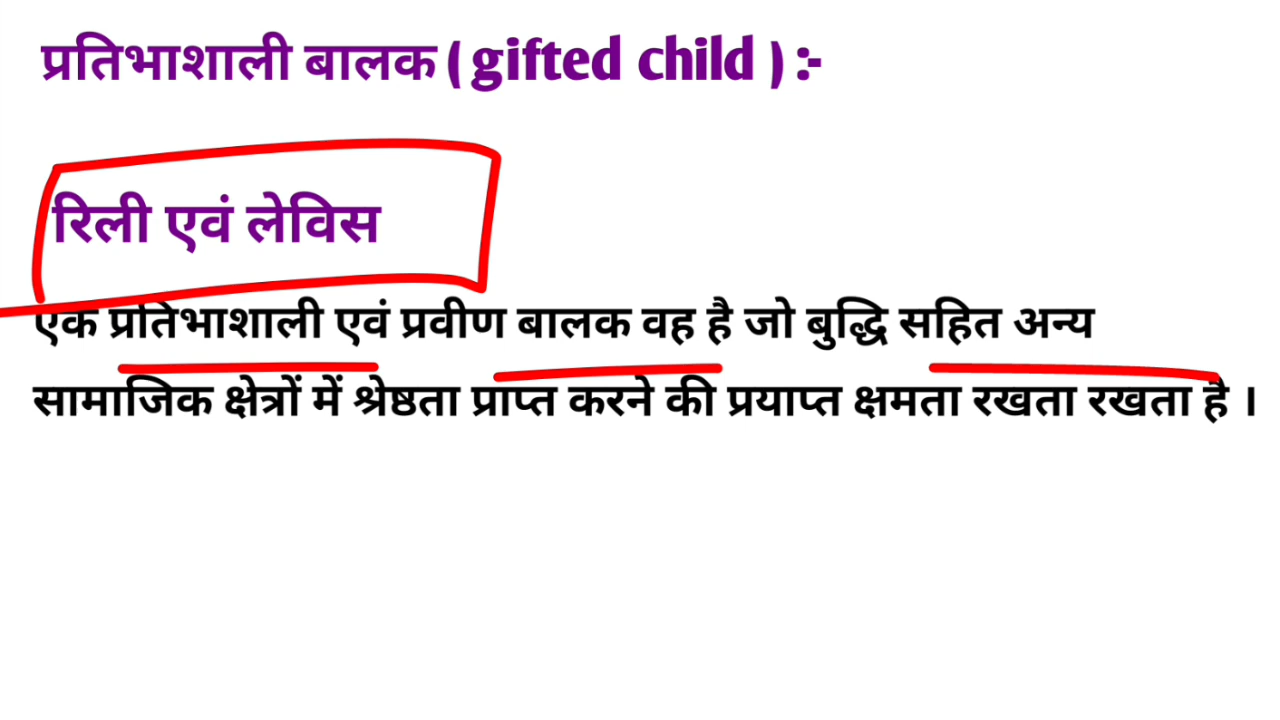 प्रतिभाशाली बालक ( gifted child ) :-
रिली एवं लेविस
एक प्रतिभाशाली एवं प्रवीण बालक वह है जो बुद्धि सहित अन्य
सामाजिक क्षेत्रों में श्रेष्ठता प्राप्त करने की प्रयाप्त क्षमता रखता रखता है ।